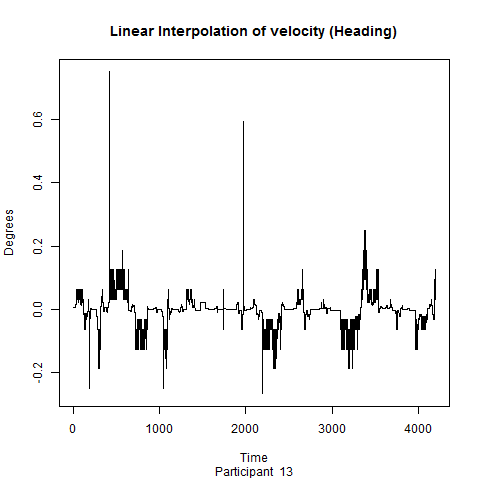 Linear Interpolation of velocity (Heading)
Degrees
0.6
0.4
0.2
0.0
-0.2
0 1000 2000 3000 4000
Time
Participant 13